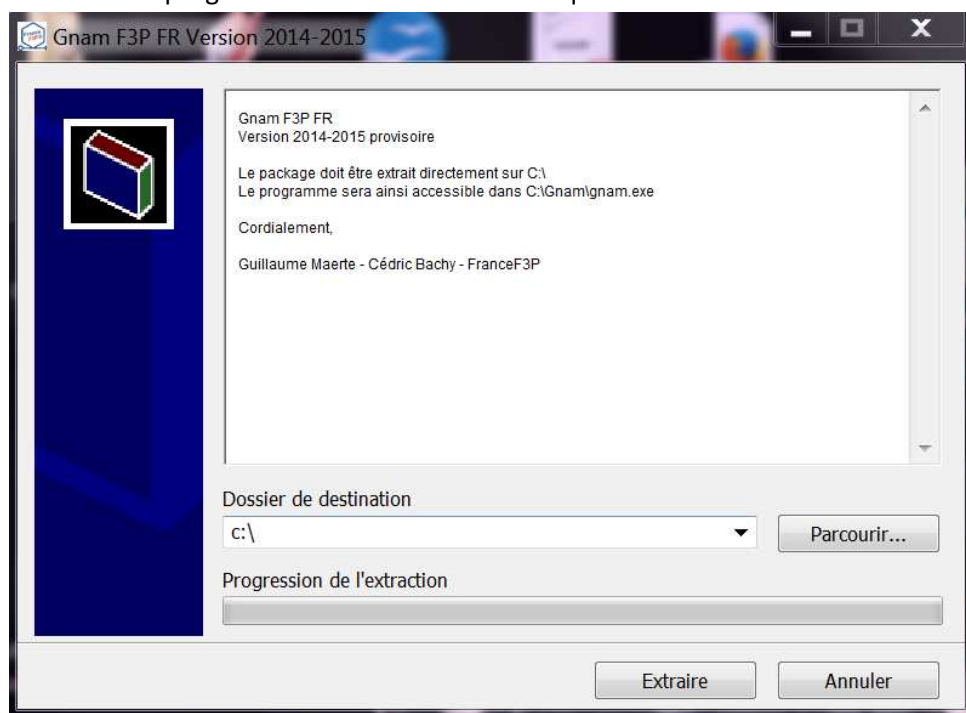 Gnam F3P FR Version 2014-2015
Gnam F3P FR
Version 2014-2015 provisoire
Le package doit être extrait directement sur C:\
Le programme sera ainsi accessible dans C:\Gnam\gnam.exe
Cordialement,
Guillaume Maerte - Cédric Bachy - FranceF3P
Dossier de destination
c:\
Parcourir...
Progression de l'extraction
Extraire
Annuler